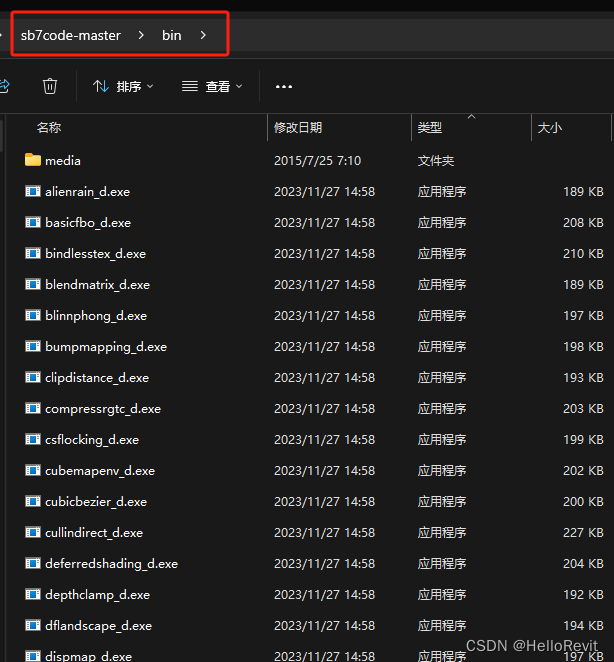 sb7code-master > bin >
排序 查看 ...
名称 修改日期 类型 大小
media 2015/7/25 7:10 文件夹
alienrain_d.exe 2023/11/27 14:58 应用程序 189 KB
basicfbo_d.exe 2023/11/27 14:58 应用程序 208 KB
bindlesstex_d.exe 2023/11/27 14:58 应用程序 210 KB
blendmatrix_d.exe 2023/11/27 14:58 应用程序 189 KB
blinnphong_d.exe 2023/11/27 14:58 应用程序 197 KB
bumpmapping_d.exe 2023/11/27 14:58 应用程序 198 KB
clipdistance_d.exe 2023/11/27 14:58 应用程序 193 KB
compressrgtc_d.exe 2023/11/27 14:58 应用程序 203 KB
csflocking_d.exe 2023/11/27 14:58 应用程序 199 KB
cubemapenv_d.exe 2023/11/27 14:58 应用程序 202 KB
cubicbezier_d.exe 2023/11/27 14:58 应用程序 200 KB
cullindirect_d.exe 2023/11/27 14:58 应用程序 227 KB
deferredshading_d.exe 2023/11/27 14:58 应用程序 204 KB
depthclamp_d.exe 2023/11/27 14:58 应用程序 192 KB
dflandscape_d.exe 2023/11/27 14:58 应用程序 194 KB
dispmap_d.exe 2023/11/27 14:58 应用程序 197 KB
CSDN @HelloRevit